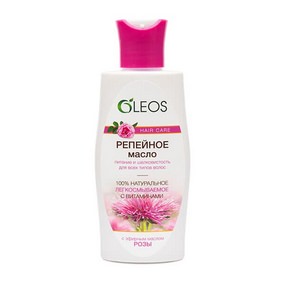 OLEOS
HAIR CARE
РЕПЕЙНОЕ
масло
питание и шелковистость
для всех типов волос
100% НАТУРАЛЬНОЕ
ЛЕГКОСМЫВАЕМОЕ
С ВИТАМИНАМИ
с эфирным маслом
РОЗЫ